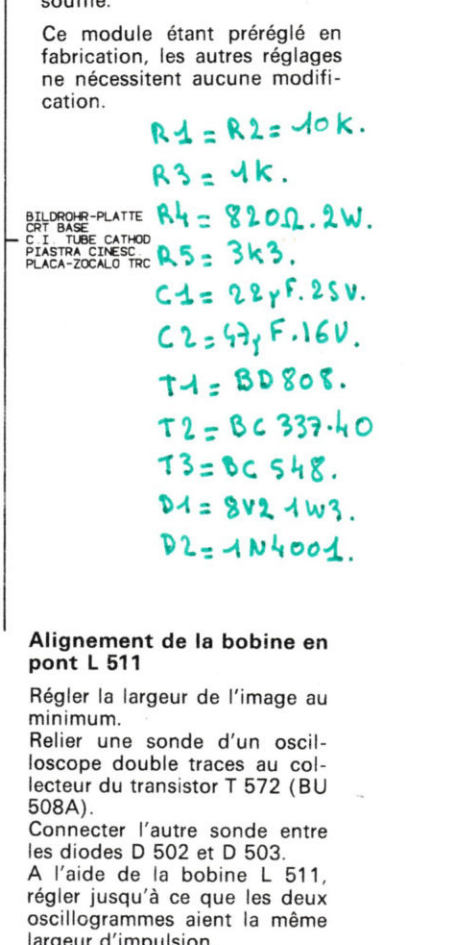 souffle.
Ce module étant préréglé en
fabrication, les autres réglages
ne nécessitent aucune modifi-
cation.
R1 = R2 = 10K.
R3 = 1K.
BILDROHR-PLATTE
CRT BASE
C.I. TUBE CATHOD
PIASTRA CINESC.
PLACA-ZOCALO TRC
R4 = 820Ω.2W.
R5 = 3K3.
C1 = 22µF.25V.
C2 = 47µF.16V.
T1 = BD808.
T2 = BC 337.40
T3 = BC 548.
D1 = 8V2 1W3.
D2 = 1N4001.
Alignement de la bobine en
pont L 511
Régler la largeur de l'image au
minimum.
Relier une sonde d'un oscil-
loscope double traces au col-
lecteur du transistor T 572 (BU
508A).
Connecter l'autre sonde entre
les diodes D 502 et D 503.
A l'aide de la bobine L 511,
régler jusqu'à ce que les deux
oscillogrammes aient la même
largeur d'impulsion